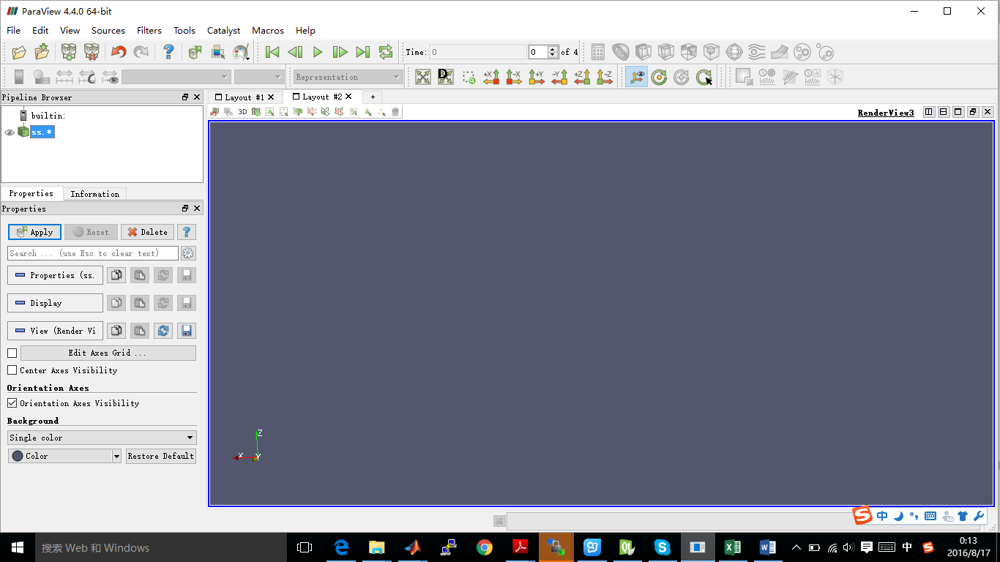 ParaView 4.4.0 64-bit
File Edit View Sources Filters Tools Catalyst Macros Help
Time: 0 0 of 4
Representation +X -X +Y -Y +Z -Z
Pipeline Browser
Layout #1 Layout #2 +
builtin:
3D
RenderView3
ss.*
Properties Information
Properties
Apply Reset Delete ?
Search ... (use Esc to clear text)
Properties (ss.
Display
View (Render Vi
Edit Axes Grid ...
Center Axes Visibility
Orientation Axes
Orientation Axes Visibility
Background
Single color
Color Restore Default
Z
X Y
S 中
搜索 Web 和 Windows
中 S
0:13
2016/8/17